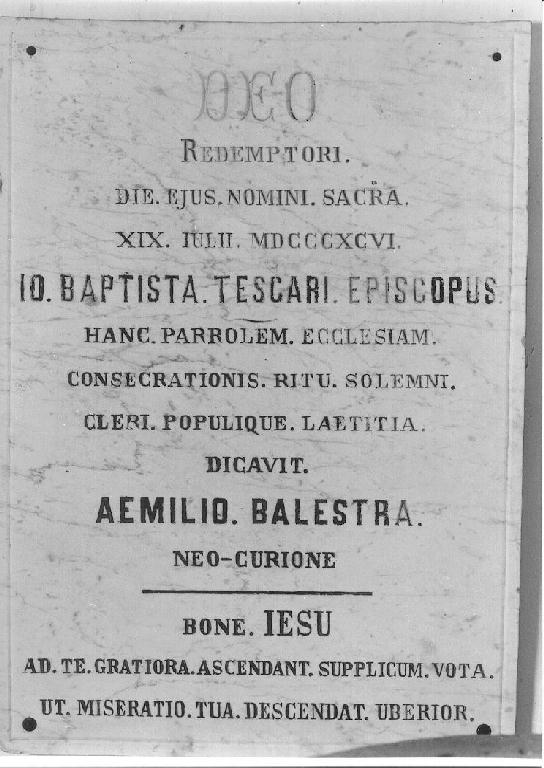 DEO
REDEMPTORI.
DIE. EJUS. NOMINI. SACRA.
XIX. IULII. MDCCCXCVI.
IO. BAPTISTA. TESCARI. EPISCOPUS
HANC. PARROLEM. ECCLESIAM.
CONSECRATIONIS. RITU. SOLEMNI.
CLERI. POPULIQUE. LAETITIA.
DICAVIT.
AEMILIO. BALESTRA.
NEO-CURIONE
BONE. IESU
AD. TE. GRATIORA. ASCENDANT. SUPPLICUM. VOTA.
UT. MISERATIO. TUA. DESCENDAT. UBERIOR.